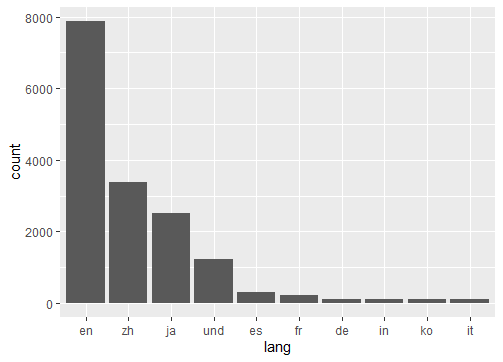 8000
6000
4000
2000
0
count
en zh ja und es fr de in ko it
lang